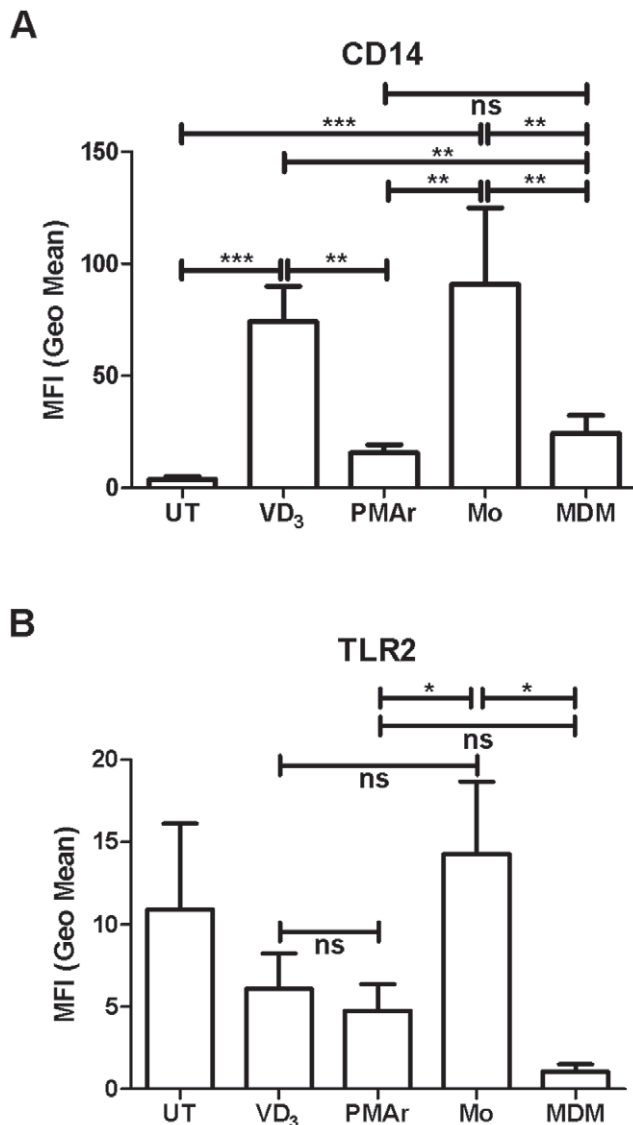 A
CD14
ns
*** **
**
** **
*** **
150
100
50
0
MFI (Geo Mean)
UT VD₃ PMAr Mo MDM
B
TLR2
* *
ns
ns
ns
20
15
10
5
0
MFI (Geo Mean)
UT VD₃ PMAr Mo MDM